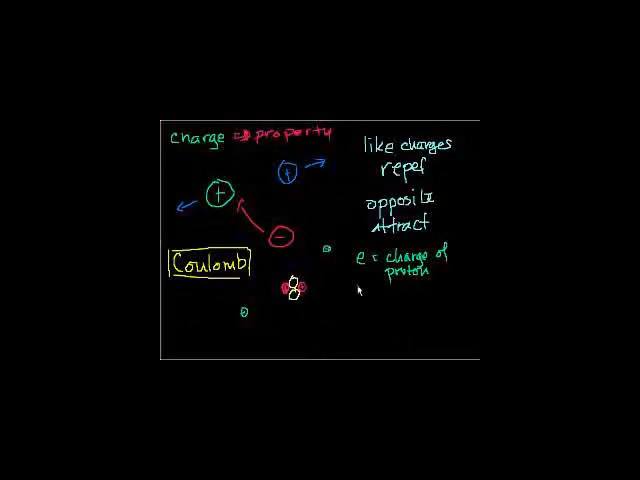 charge => property
like charges
repel
opposite
attract
+
+
-
Coulomb
e = charge of
proton